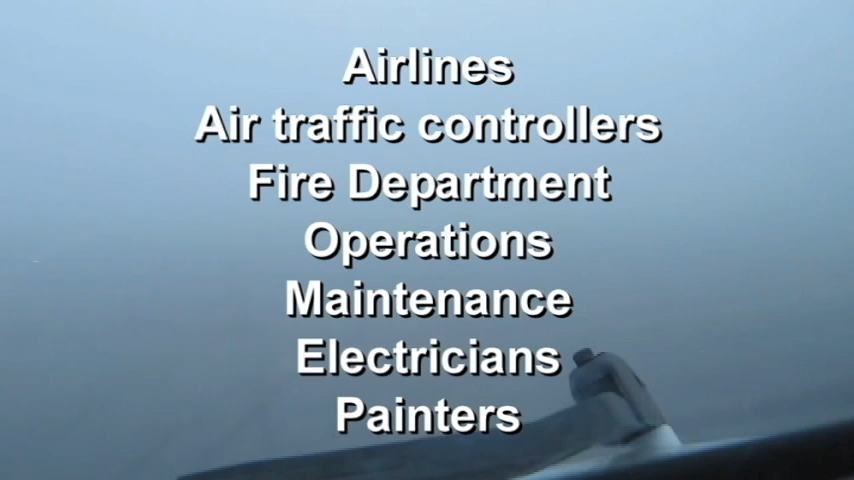 Airlines
Air traffic controllers
Fire Department
Operations
Maintenance
Electricians
Painters